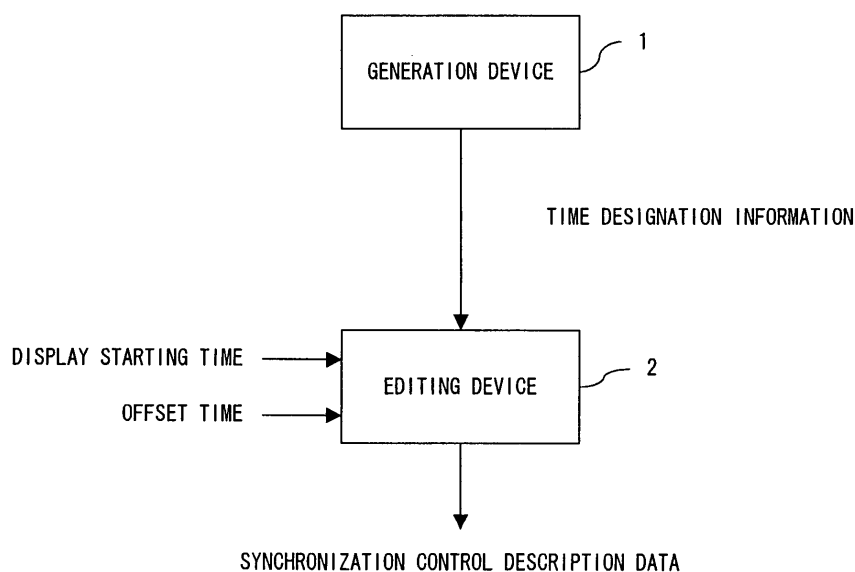 1
GENERATION DEVICE
TIME DESIGNATION INFORMATION
DISPLAY STARTING TIME
EDITING DEVICE
2
OFFSET TIME
SYNCHRONIZATION CONTROL DESCRIPTION DATA